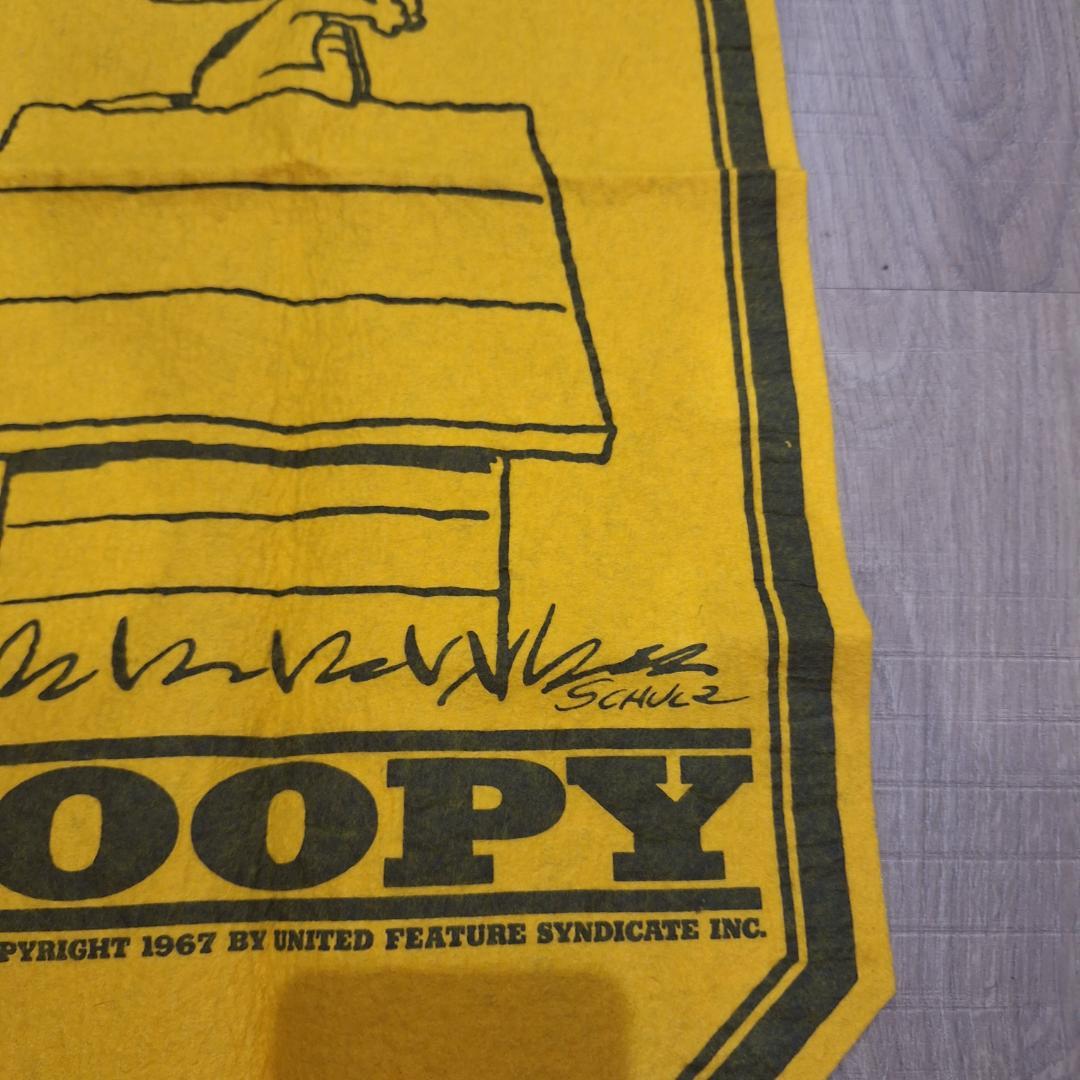 SCHULZ
OOPY
PYRIGHT 1967 BY UNITED FEATURE SYNDICATE INC.